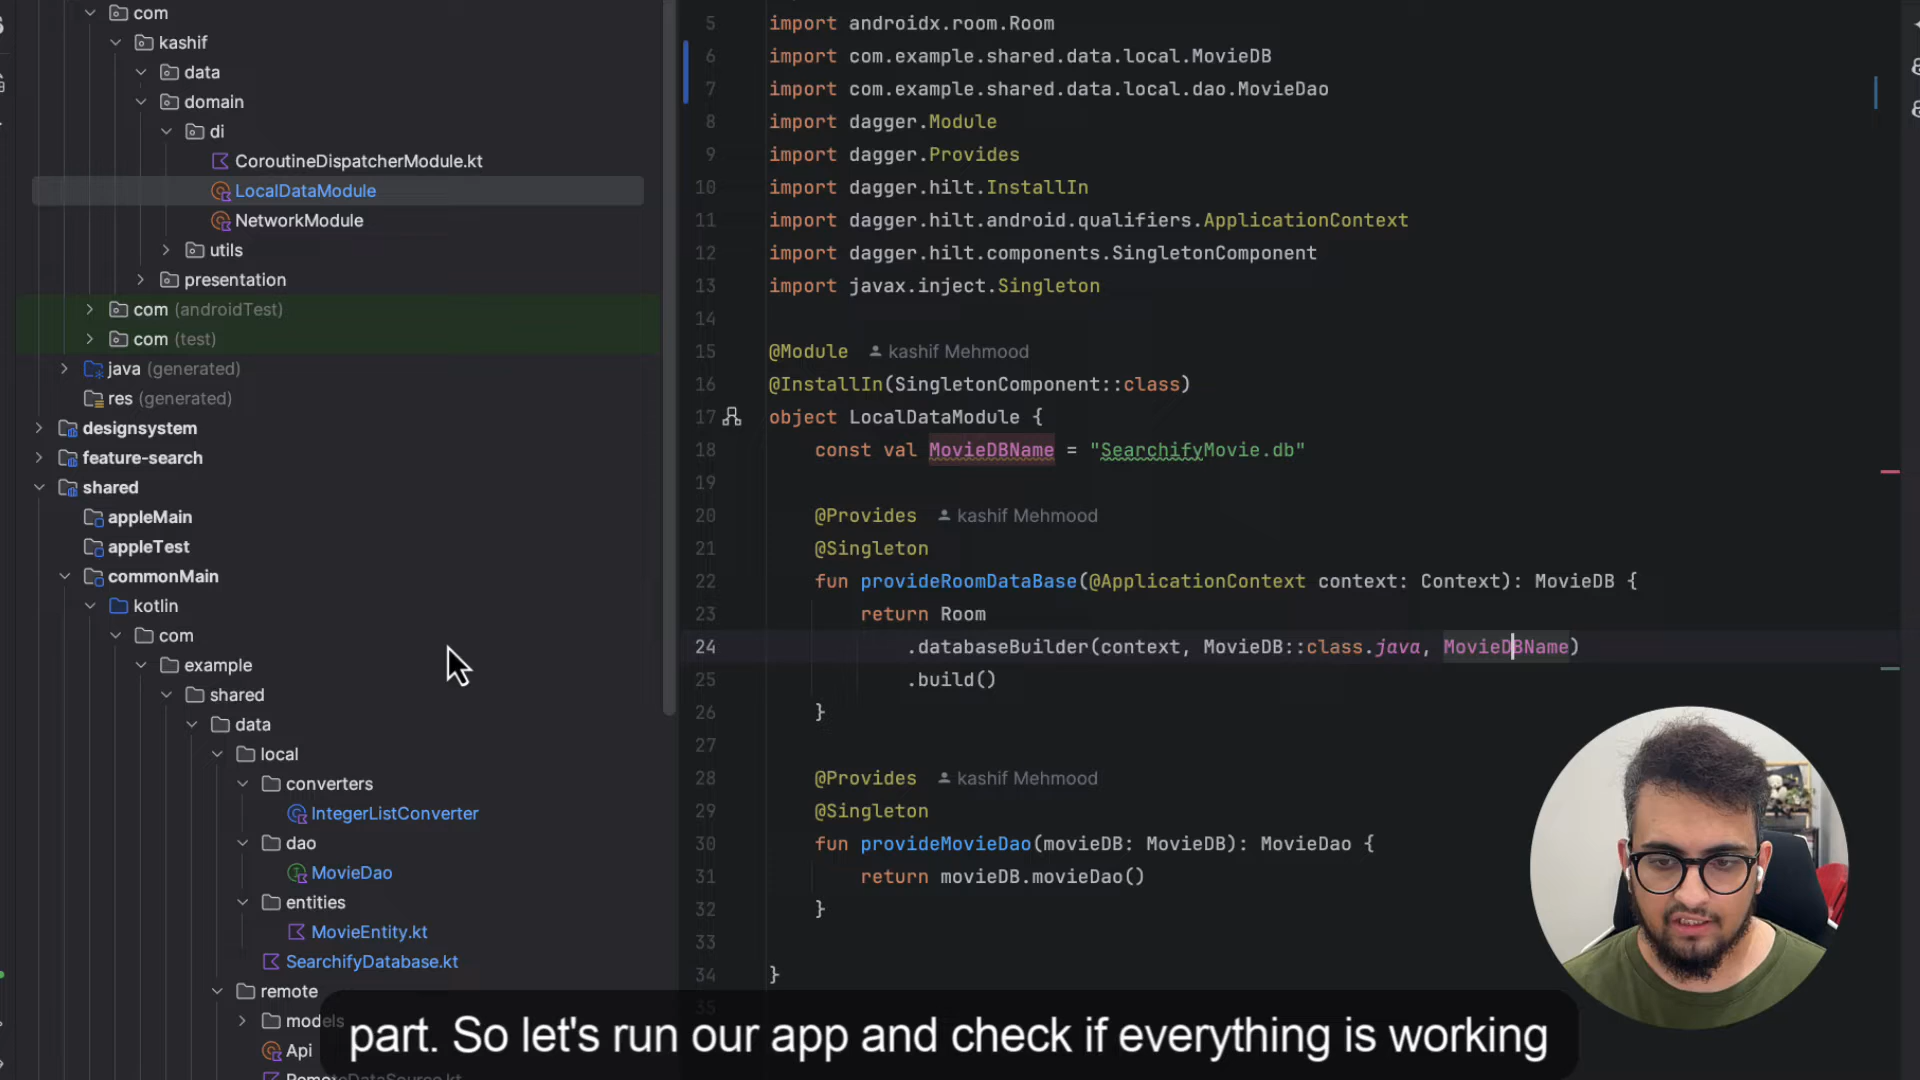 com
kashif
data
domain
di
CoroutineDispatcherModule.kt
LocalDataModule
NetworkModule
utils
presentation
com (androidTest)
com (test)
java (generated)
res (generated)
designsystem
feature-search
shared
appleMain
appleTest
commonMain
kotlin
com
example
shared
data
local
converters
IntegerListConverter
dao
MovieDao
entities
MovieEntity.kt
SearchifyDatabase.kt
remote
models
Api
5 import androidx.room.Room
6 import com.example.shared.data.local.MovieDB
7 import com.example.shared.data.local.dao.MovieDao
8 import dagger.Module
9 import dagger.Provides
10 import dagger.hilt.InstallIn
11 import dagger.hilt.android.qualifiers.ApplicationContext
12 import dagger.hilt.components.SingletonComponent
13 import javax.inject.Singleton
14
15 @Module kashif Mehmood
16 @InstallIn(SingletonComponent::class)
17 object LocalDataModule {
18 const val MovieDBName = "SearchifyMovie.db"
19
20 @Provides kashif Mehmood
21 @Singleton
22 fun provideRoomDataBase(@ApplicationContext context: Context): MovieDB {
23 return Room
24 .databaseBuilder(context, MovieDB::class.java, MovieDBName)
25 .build()
26 }
27
28 @Provides kashif Mehmood
29 @Singleton
30 fun provideMovieDao(movieDB: MovieDB): MovieDao {
31 return movieDB.movieDao()
32 }
33
34 }
35
part. So let's run our app and check if everything is working